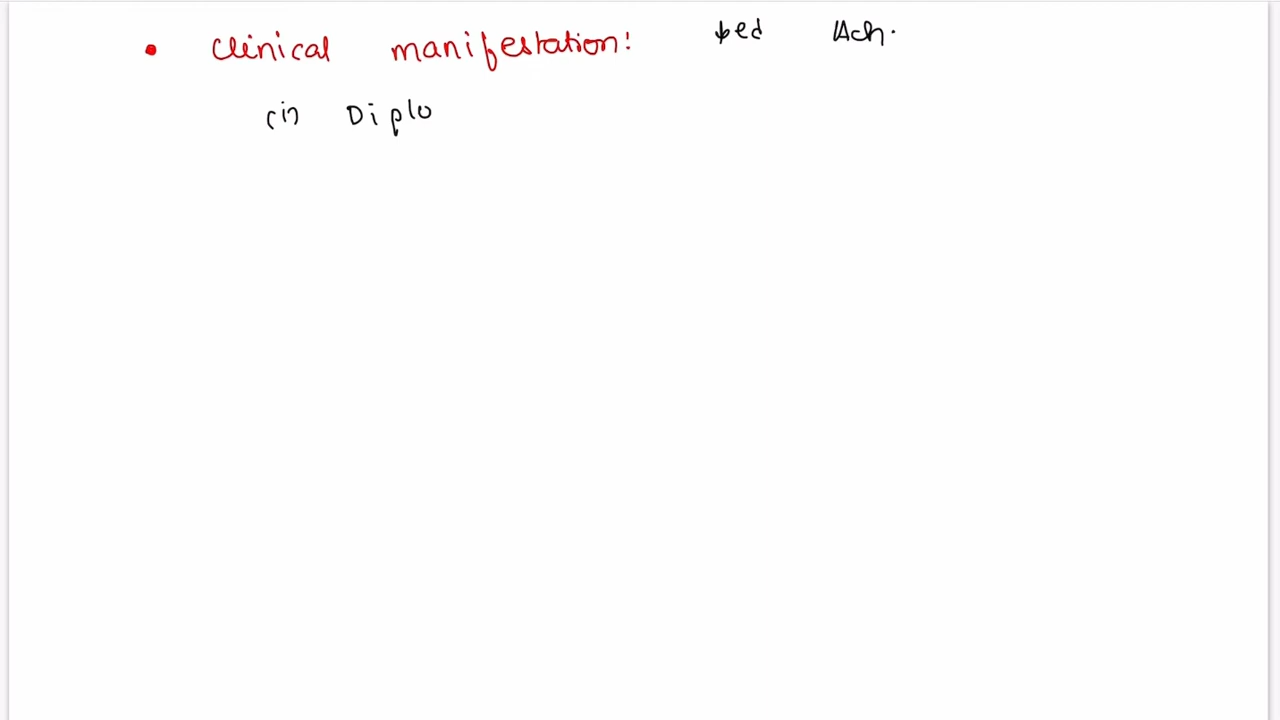 • Clinical manifestation: ↓ed Ach.
(i) Diplo